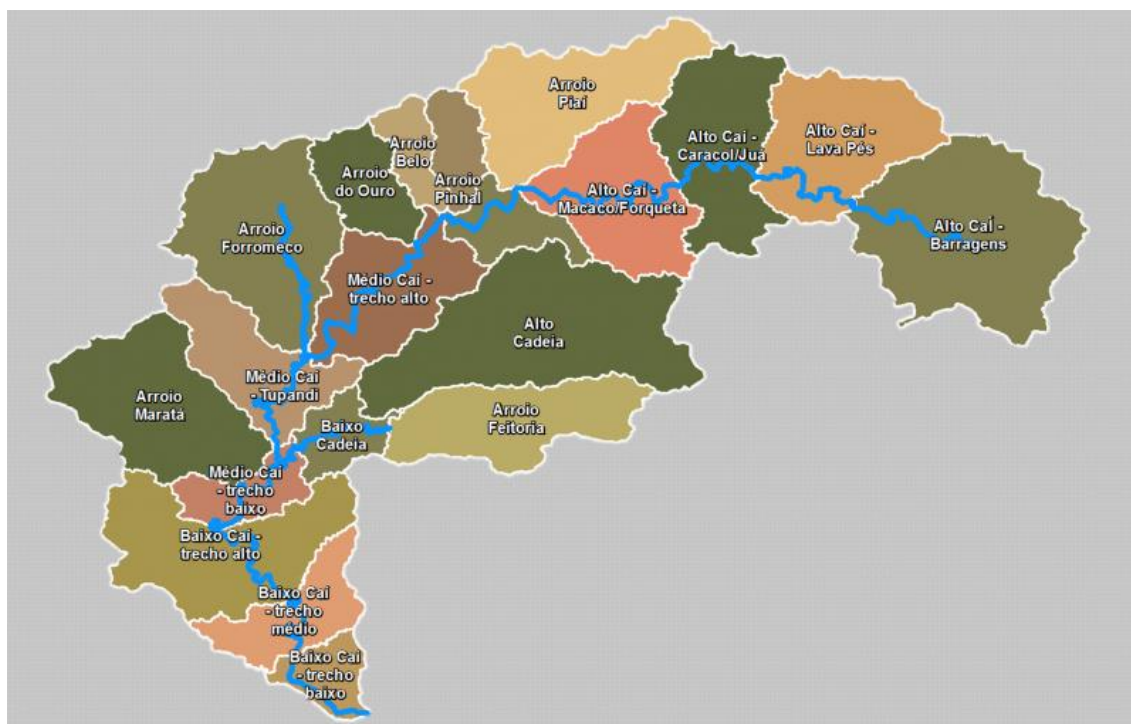 Arroio
Piaí
Alto Caí -
Caracol/Juá
Alto Caí -
Lava Pés
Arroio
Belo
Arroio
do Ouro
Arroio
Pinhal
Alto Caí -
Macaco/Forqueta
Arroio
Forromeco
Alto Caí -
Barragens
Médio Caí -
trecho alto
Alto
Cadeia
Médio Caí
- Tupandi
Arroio
Maratá
Arroio
Feitoria
Baixo
Cadeia
Médio Caí
- trecho
baixo
Baixo Caí -
trecho alto
Baixo Caí
- trecho
médio
Baixo Caí
- trecho
baixo